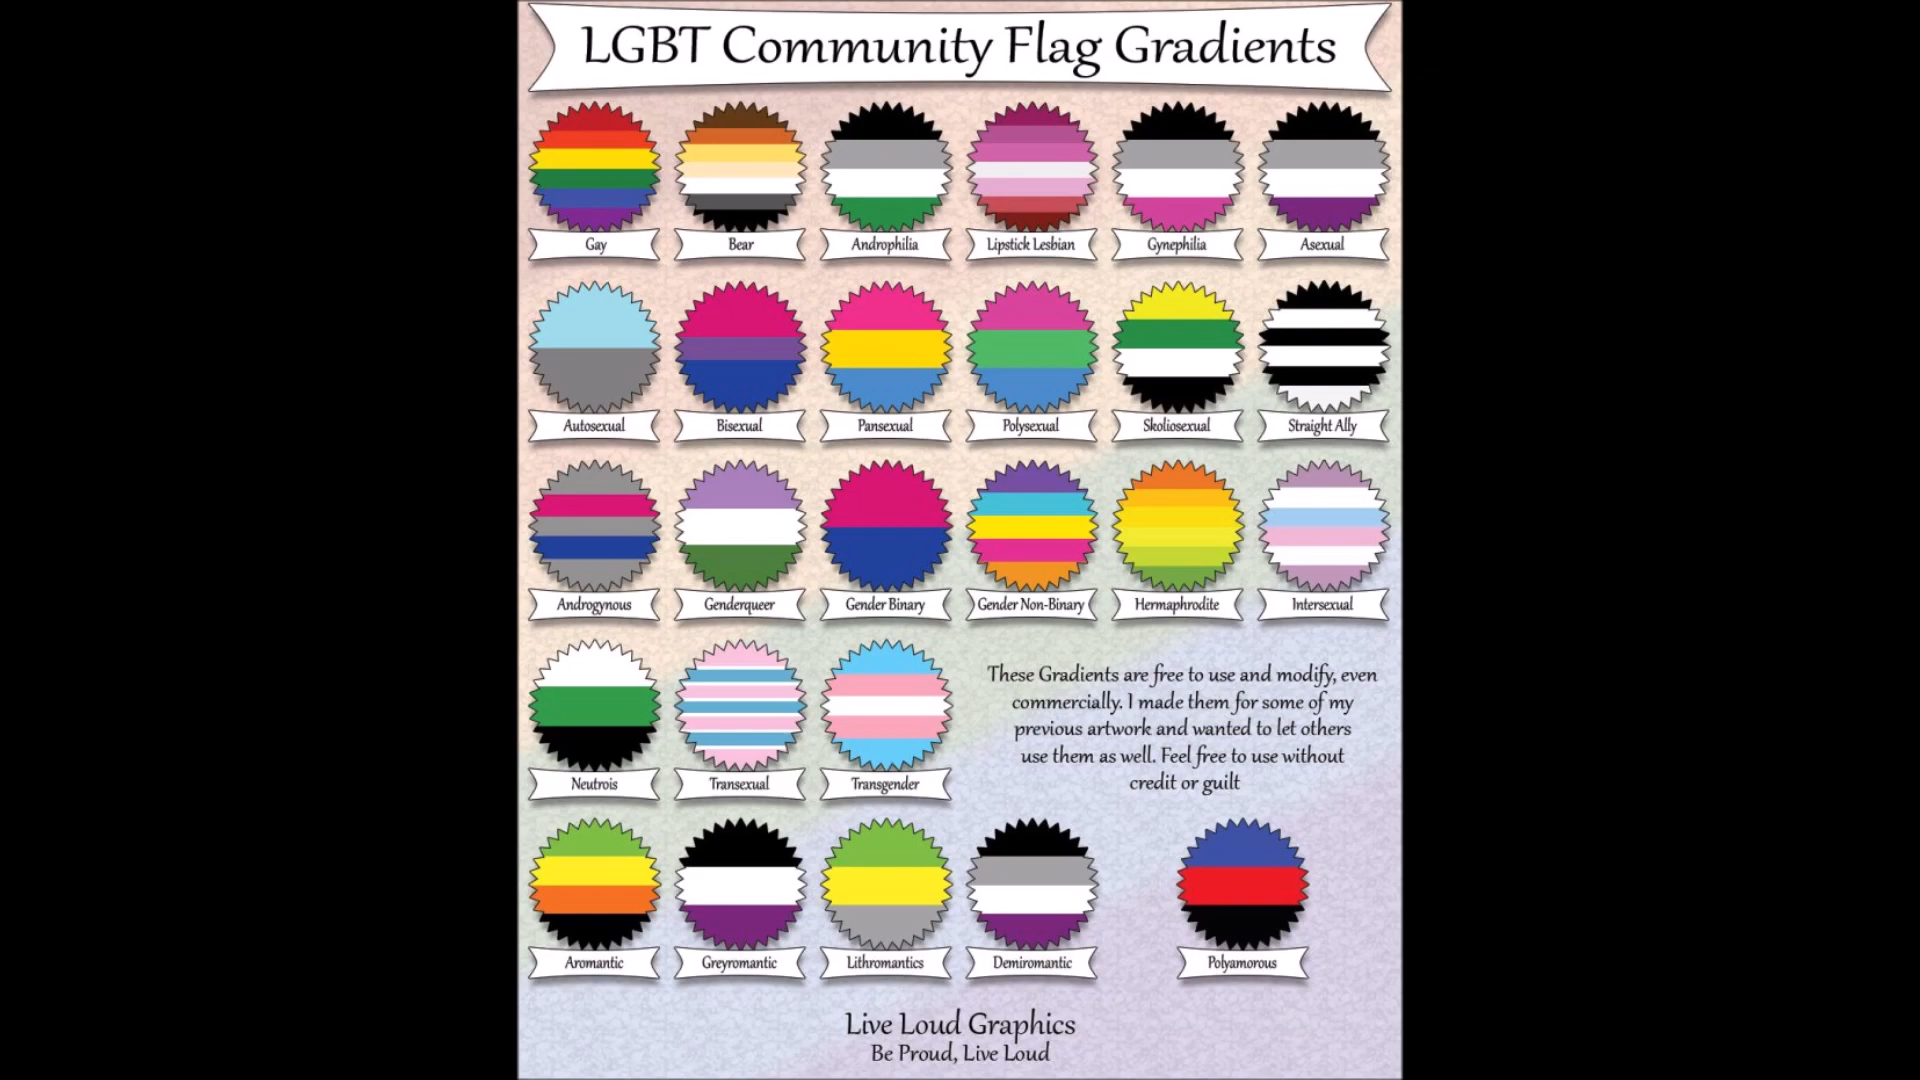 LGBT Community Flag Gradients
Gay
Bear
Androphilia
Lipstick Lesbian
Gynephilia
Asexual
Autosexual
Bisexual
Pansexual
Polysexual
Skoliosexual
Straight Ally
Androgynous
Genderqueer
Gender Binary
Gender Non-Binary
Hermaphrodite
Intersexual
Neutrois
Transexual
Transgender
These Gradients are free to use and modify, even
commercially. I made them for some of my
previous artwork and wanted to let others
use them as well. Feel free to use without
credit or guilt
Aromantic
Greyromantic
Lithromantics
Demiromantic
Polyamorous
Live Loud Graphics
Be Proud, Live Loud